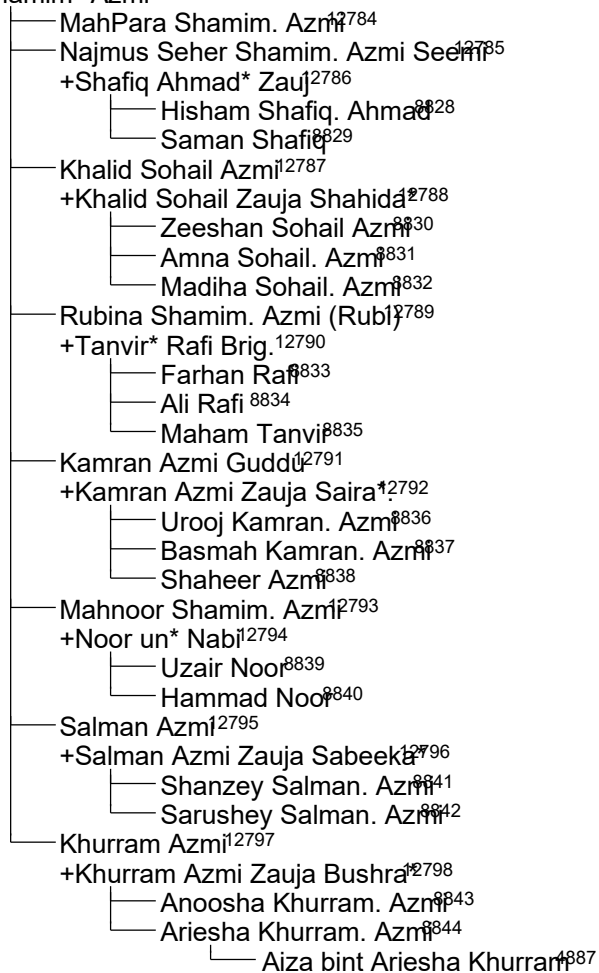 MahPara Shamim. Azmi12784
Najmus Seher Shamim. Azmi Seemi12785
+Shafiq Ahmad* Zauj12786
Hisham Shafiq. Ahmad8828
Saman Shafiq8829
Khalid Sohail Azmi12787
+Khalid Sohail Zauja Shahida*12788
Zeeshan Sohail Azmi8830
Amna Sohail. Azmi8831
Madiha Sohail. Azmi8832
Rubina Shamim. Azmi (Rubi)12789
+Tanvir* Rafi Brig.12790
Farhan Rafi8833
Ali Rafi 8834
Maham Tanvir8835
Kamran Azmi Guddu12791
+Kamran Azmi Zauja Saira*.12792
Urooj Kamran. Azmi8836
Basmah Kamran. Azmi8837
Shaheer Azmi8838
Mahnoor Shamim. Azmi12793
+Noor un* Nabi12794
Uzair Noor8839
Hammad Noor8840
Salman Azmi12795
+Salman Azmi Zauja Sabeeka*12796
Shanzey Salman. Azmi8841
Sarushey Salman. Azmi8842
Khurram Azmi12797
+Khurram Azmi Zauja Bushra*12798
Anoosha Khurram. Azmi8843
Ariesha Khurram. Azmi8844
Aiza bint Ariesha Khurram4887